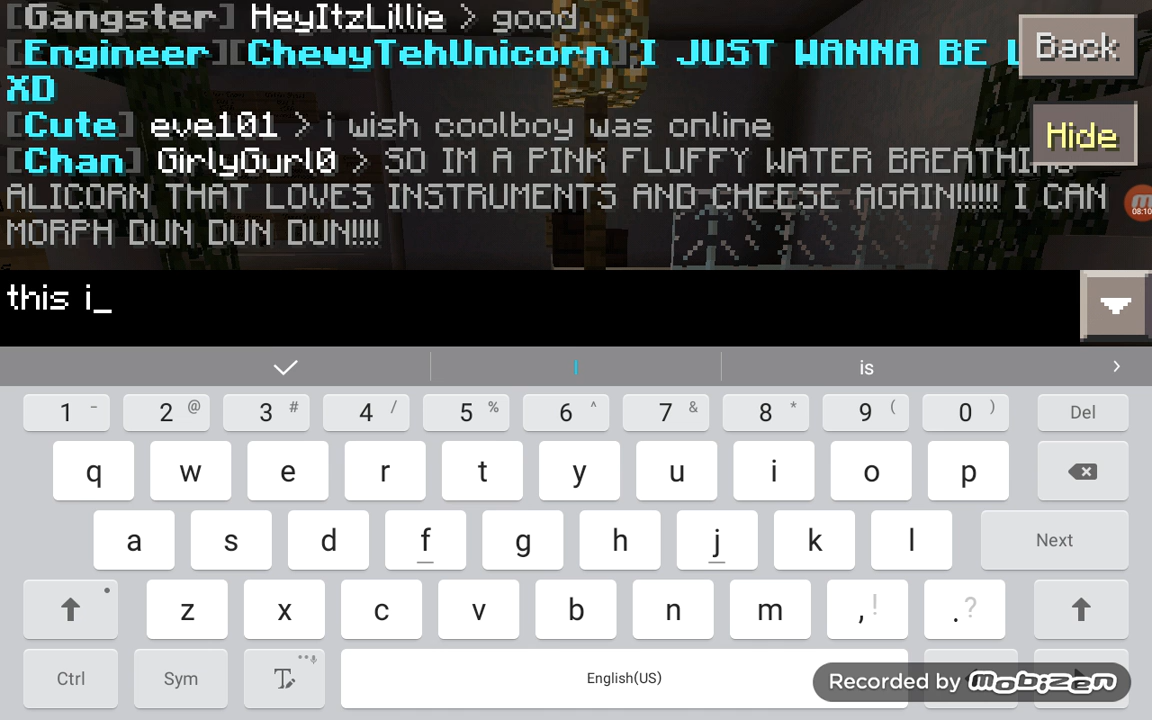 [Gangster] HeyItzLillie > good
[Engineer][ChewyTehUnicorn] I JUST WANNA BE
XD
Back
[Cute] eve101 > i wish coolboy was online
Hide
[Chan] GirlyGurl0 > SO IM A PINK FLUFFY WATER BREATHING
ALICORN THAT LOVES INSTRUMENTS AND CHEESE AGAIN!!!!!! I CAN
MORPH DUN DUN DUN!!!!
08:10
this i_
I is
1 - 2 @ 3 # 4 / 5 % 6 ^ 7 & 8 * 9 ( 0 ) Del
q w e r t y u i o p
a s d f g h j k l Next
z x c v b n m , ! . ?
Ctrl Sym English(US)
Recorded by mobizen